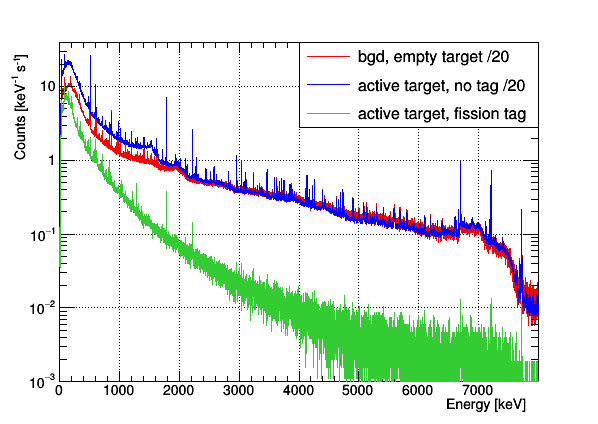 bgd, empty target /20
active target, no tag /20
active target, fission tag
Counts [keV⁻¹ s⁻¹]
10
1
10⁻¹
10⁻²
10⁻³
0 1000 2000 3000 4000 5000 6000 7000
Energy [keV]